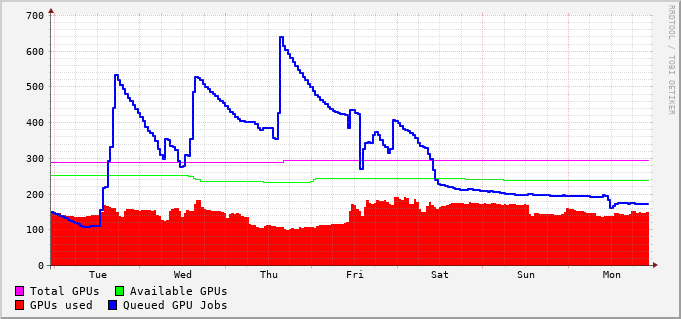 700
600
500
400
300
200
100
0
Tue Wed Thu Fri Sat Sun Mon
Total GPUs Available GPUs
GPUs used Queued GPU Jobs
RRDTOOL / TOBI OETIKER